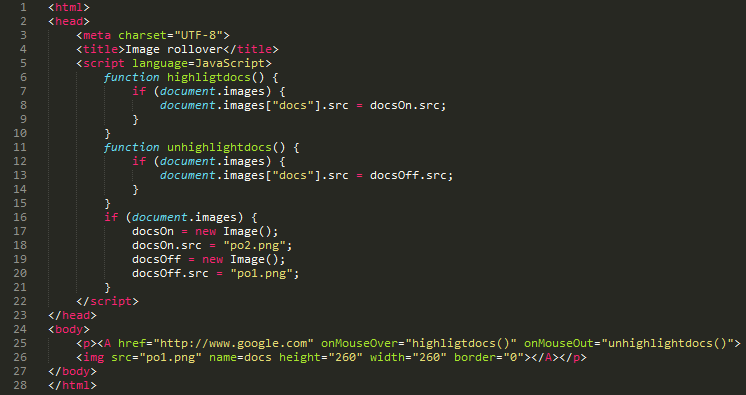 1 <html>
2 <head>
3     <meta charset="UTF-8">
4     <title>Image rollover</title>
5     <script language=JavaScript>
6         function highligtdocs() {
7             if (document.images) {
8                 document.images["docs"].src = docsOn.src;
9             }
10         }
11         function unhighlightdocs() {
12             if (document.images) {
13                 document.images["docs"].src = docsOff.src;
14             }
15         }
16         if (document.images) {
17             docsOn = new Image();
18             docsOn.src = "po2.png";
19             docsOff = new Image();
20             docsOff.src = "po1.png";
21         }
22     </script>
23 </head>
24 <body>
25     <p><A href="http://www.google.com" onMouseOver="highligtdocs()" onMouseOut="unhighlightdocs()">
26     <img src="po1.png" name=docs height="260" width="260" border="0"></A></p>
27 </body>
28 </html>